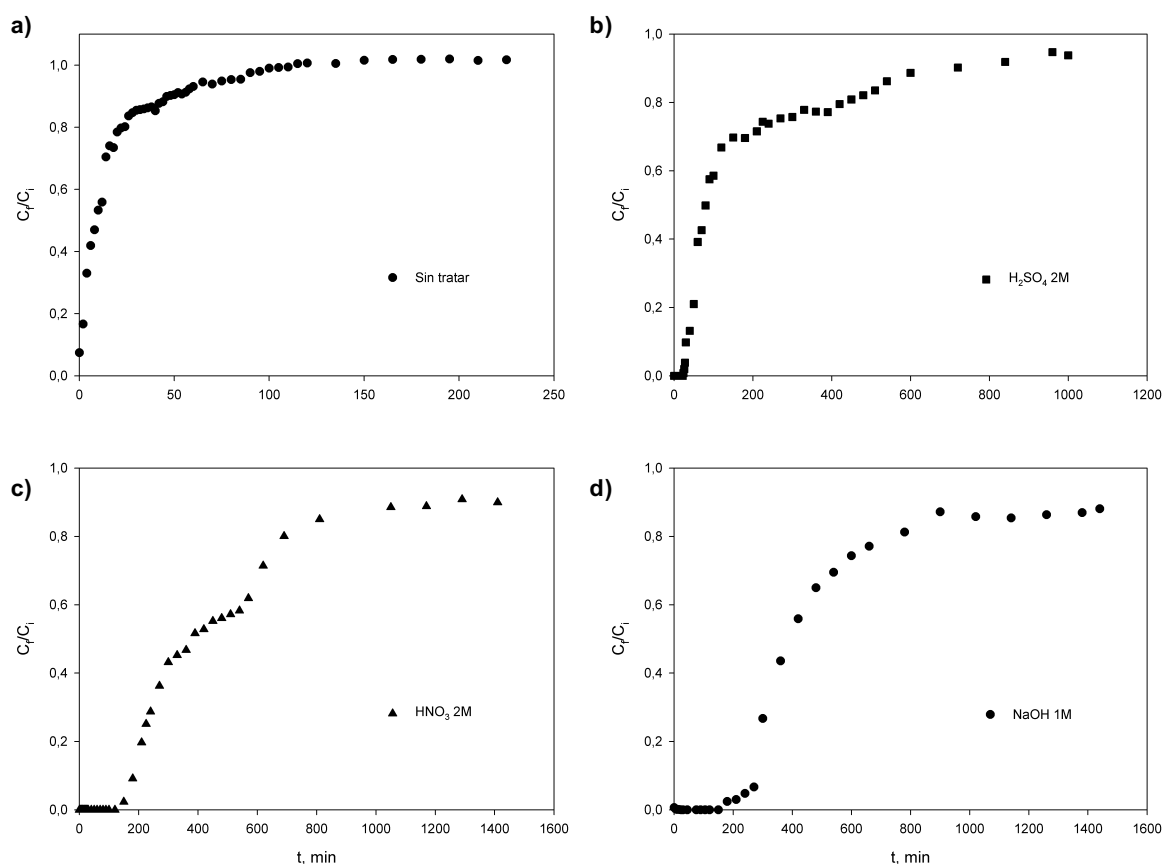 a)
1,0
0,8
0,6
0,4
0,2
0,0
C_f/C_i
Sin tratar
0 50 100 150 200 250
b)
1,0
0,8
0,6
0,4
0,2
0,0
C_f/C_i
H₂SO₄ 2M
0 200 400 600 800 1000 1200
c)
1,0
0,8
0,6
0,4
0,2
0,0
C_f/C_i
HNO₃ 2M
0 200 400 600 800 1000 1200 1400 1600
t, min
d)
1,0
0,8
0,6
0,4
0,2
0,0
C_f/C_i
NaOH 1M
0 200 400 600 800 1000 1200 1400 1600
t, min